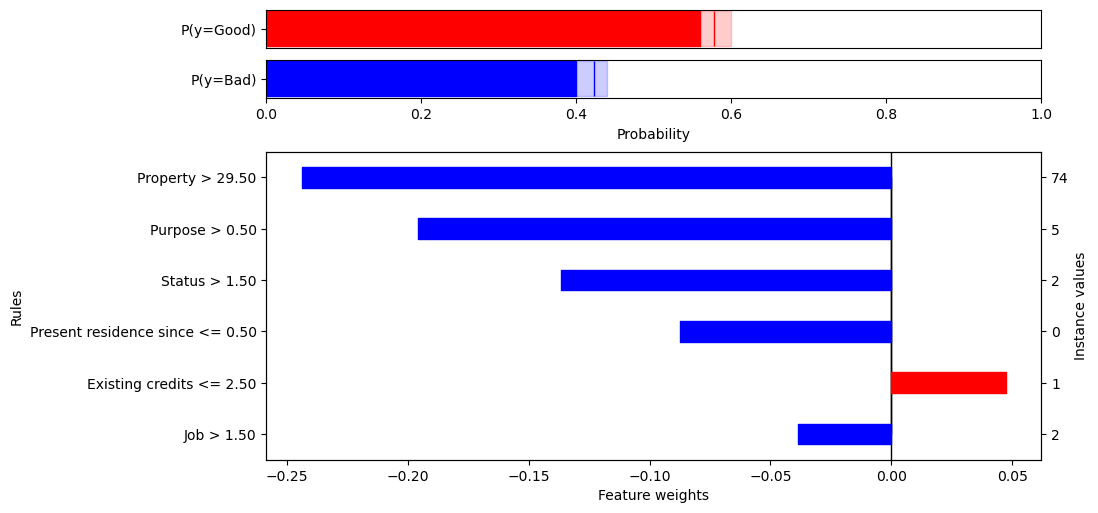 P(y=Good)
P(y=Bad)
0.0 0.2 0.4 0.6 0.8 1.0
Probability
Rules
Property > 29.50 74
Purpose > 0.50 5
Status > 1.50 2
Present residence since <= 0.50 0
Existing credits <= 2.50 1
Job > 1.50 2
Instance values
−0.25 −0.20 −0.15 −0.10 −0.05 0.00 0.05
Feature weights